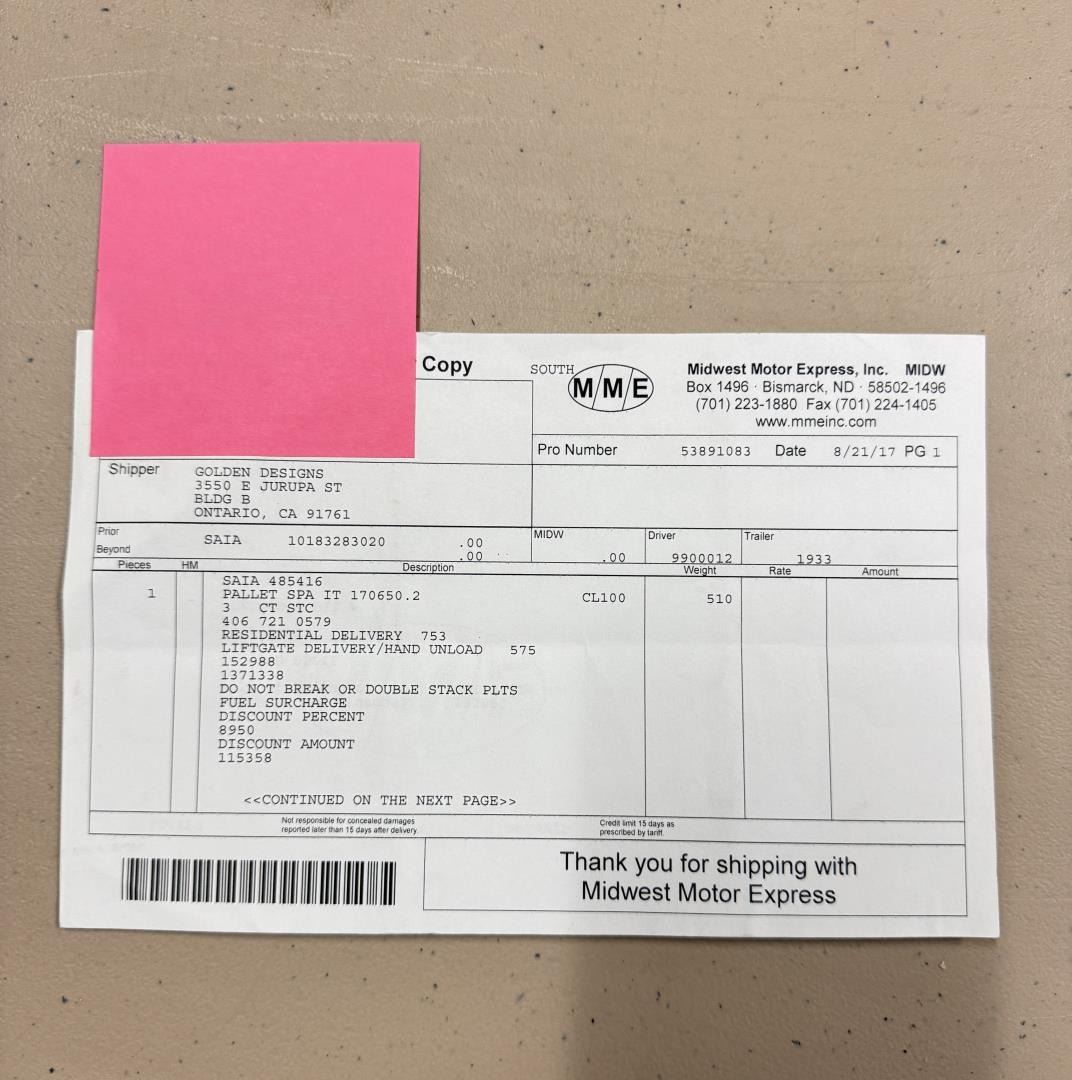 Copy
SOUTH
MME
Midwest Motor Express, Inc. MIDW
Box 1496 · Bismarck, ND · 58502-1496
(701) 223-1880 Fax (701) 224-1405
www.mmeinc.com
Pro Number 53891083 Date 8/21/17 PG 1
Shipper GOLDEN DESIGNS
3550 E JURUPA ST
BLDG B
ONTARIO, CA 91761
Prior SAIA 10183283020 .00 MIDW Driver Trailer
Beyond .00 .00 9900012 1933
Pieces HM Description Weight Rate Amount
SAIA 485416
1 PALLET SPA IT 170650.2 CL100 510
3 CT STC
406 721 0579
RESIDENTIAL DELIVERY 753
LIFTGATE DELIVERY/HAND UNLOAD 575
152988
1371338
DO NOT BREAK OR DOUBLE STACK PLTS
FUEL SURCHARGE
DISCOUNT PERCENT
8950
DISCOUNT AMOUNT
115358
<<CONTINUED ON THE NEXT PAGE>>
Not responsible for concealed damages
reported later than 15 days after delivery.
Credit limit 15 days as
prescribed by tariff.
Thank you for shipping with
Midwest Motor Express